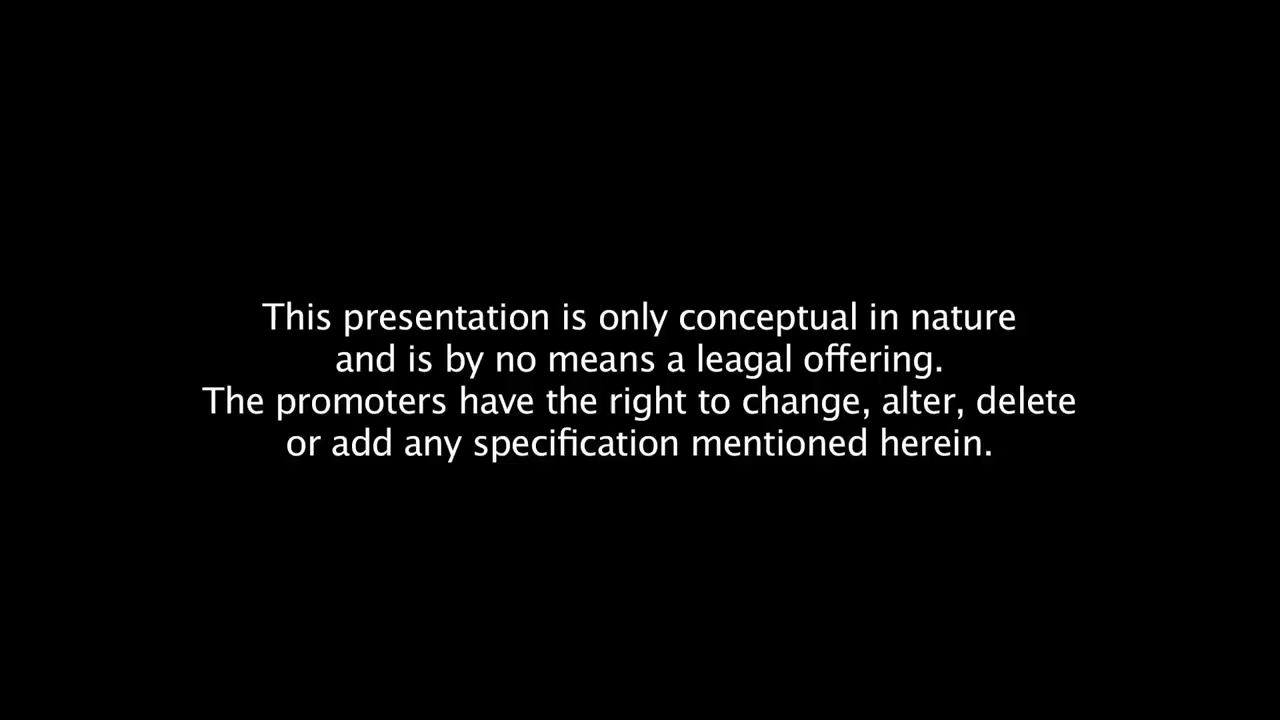 This presentation is only conceptual in nature
and is by no means a leagal offering.
The promoters have the right to change, alter, delete
or add any specification mentioned herein.